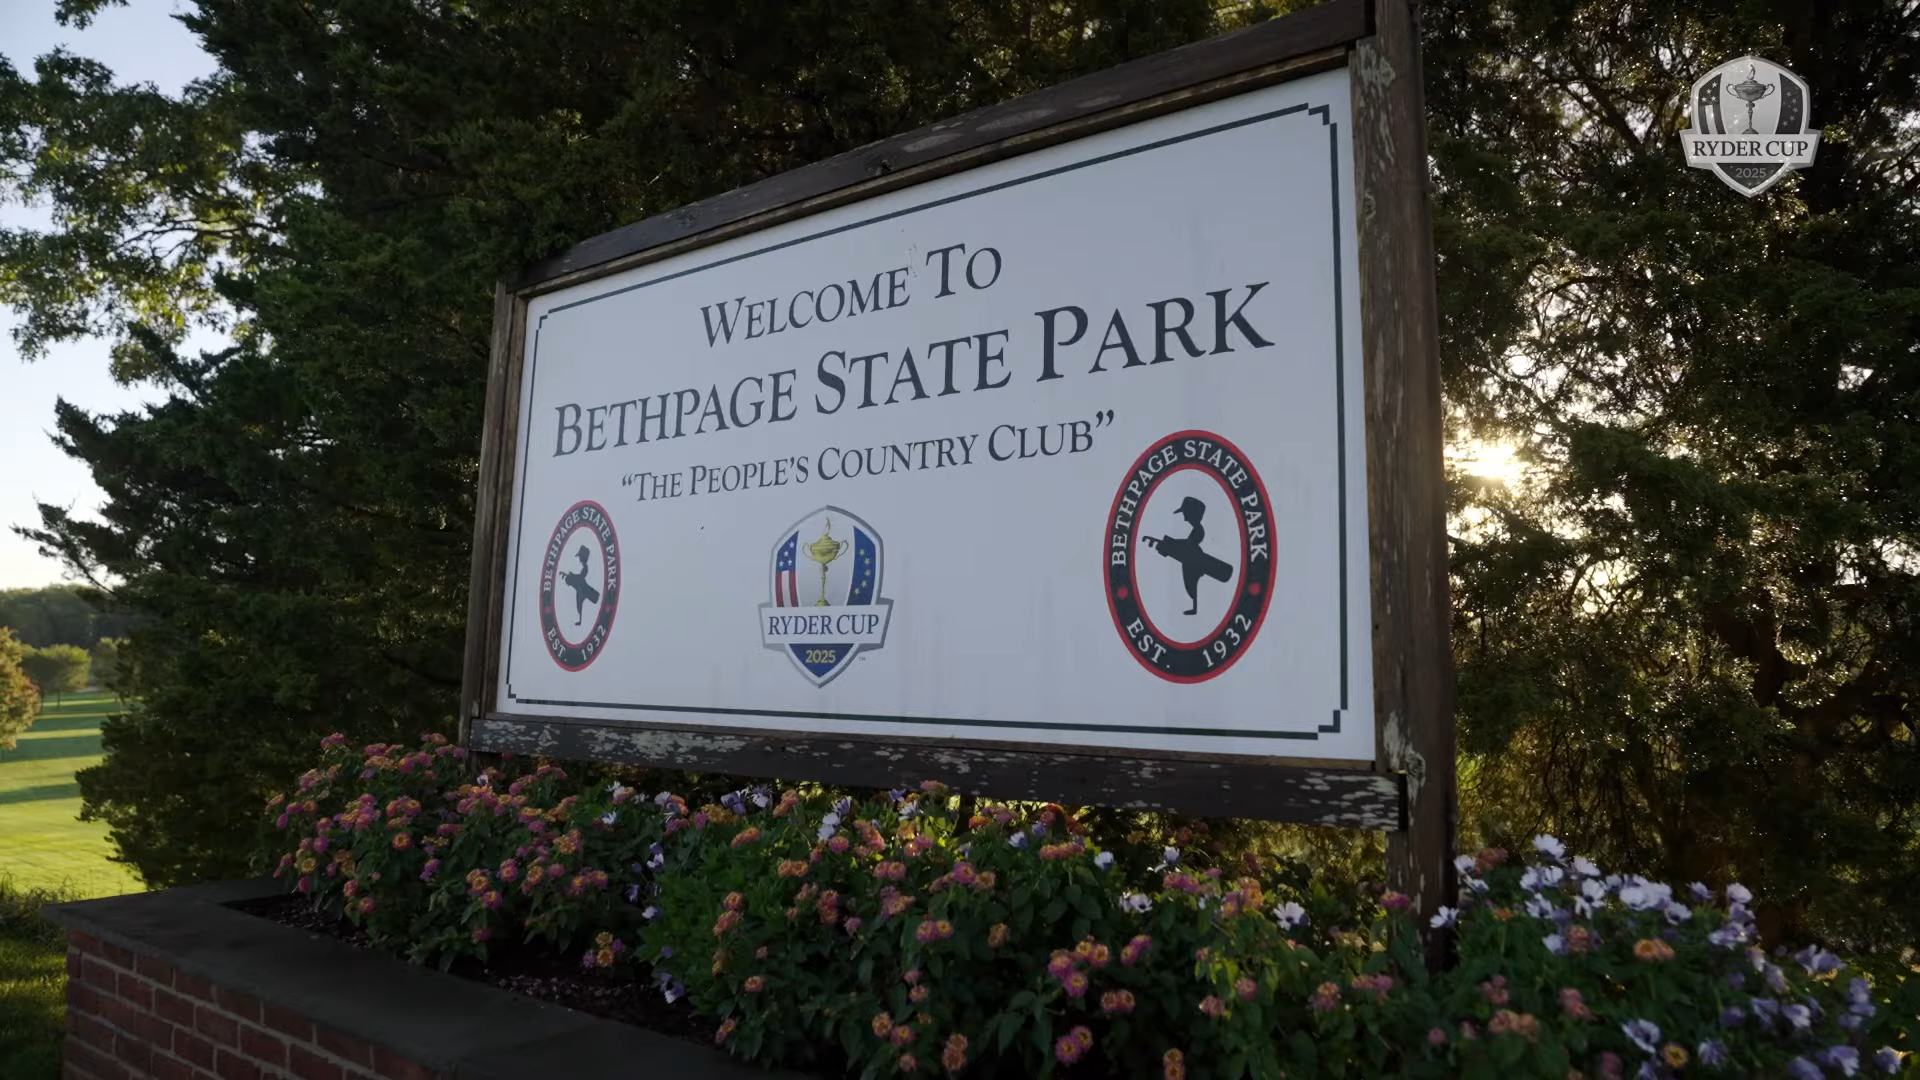 RYDER CUP
2025
WELCOME TO
BETHPAGE STATE PARK
“THE PEOPLE’S COUNTRY CLUB”
BETHPAGE STATE PARK
EST. 1932
RYDER CUP
2025
™
BETHPAGE STATE PARK
EST. 1932